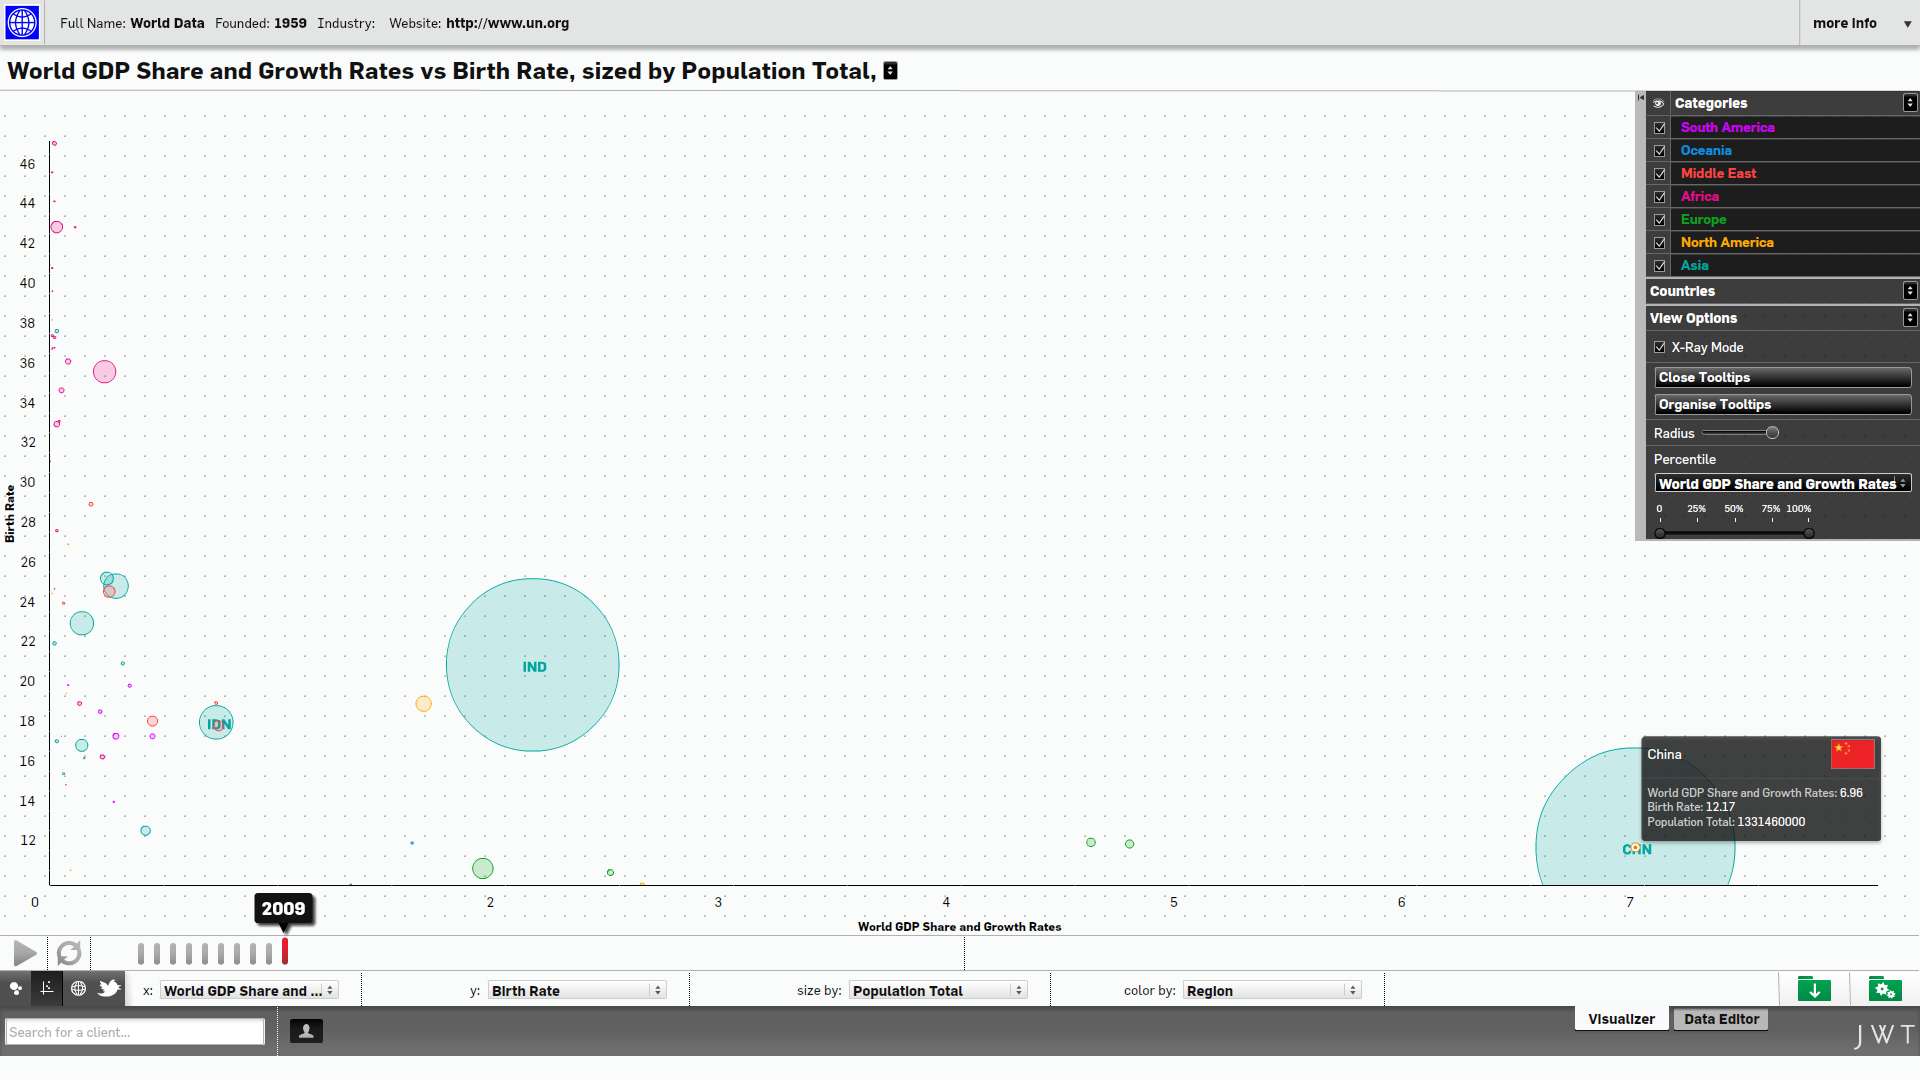 Full Name: World Data Founded: 1959 Industry: Website: http://www.un.org
more info
World GDP Share and Growth Rates vs Birth Rate, sized by Population Total,
Categories
South America
Oceania
Middle East
Africa
Europe
North America
Asia
Countries
View Options
X-Ray Mode
Close Tooltips
Organise Tooltips
Radius
Percentile
World GDP Share and Growth Rates
0 25% 50% 75% 100%
46
44
42
40
38
36
34
32
30
28
26
24
22
20
18
16
14
12
Birth Rate
IND
IDN
CHN
China
World GDP Share and Growth Rates: 6.96
Birth Rate: 12.17
Population Total: 1331460000
0 2 3 4 5 6 7
2009
World GDP Share and Growth Rates
x: World GDP Share and ... y: Birth Rate size by: Population Total color by: Region
Search for a client...
Visualizer Data Editor
JWT